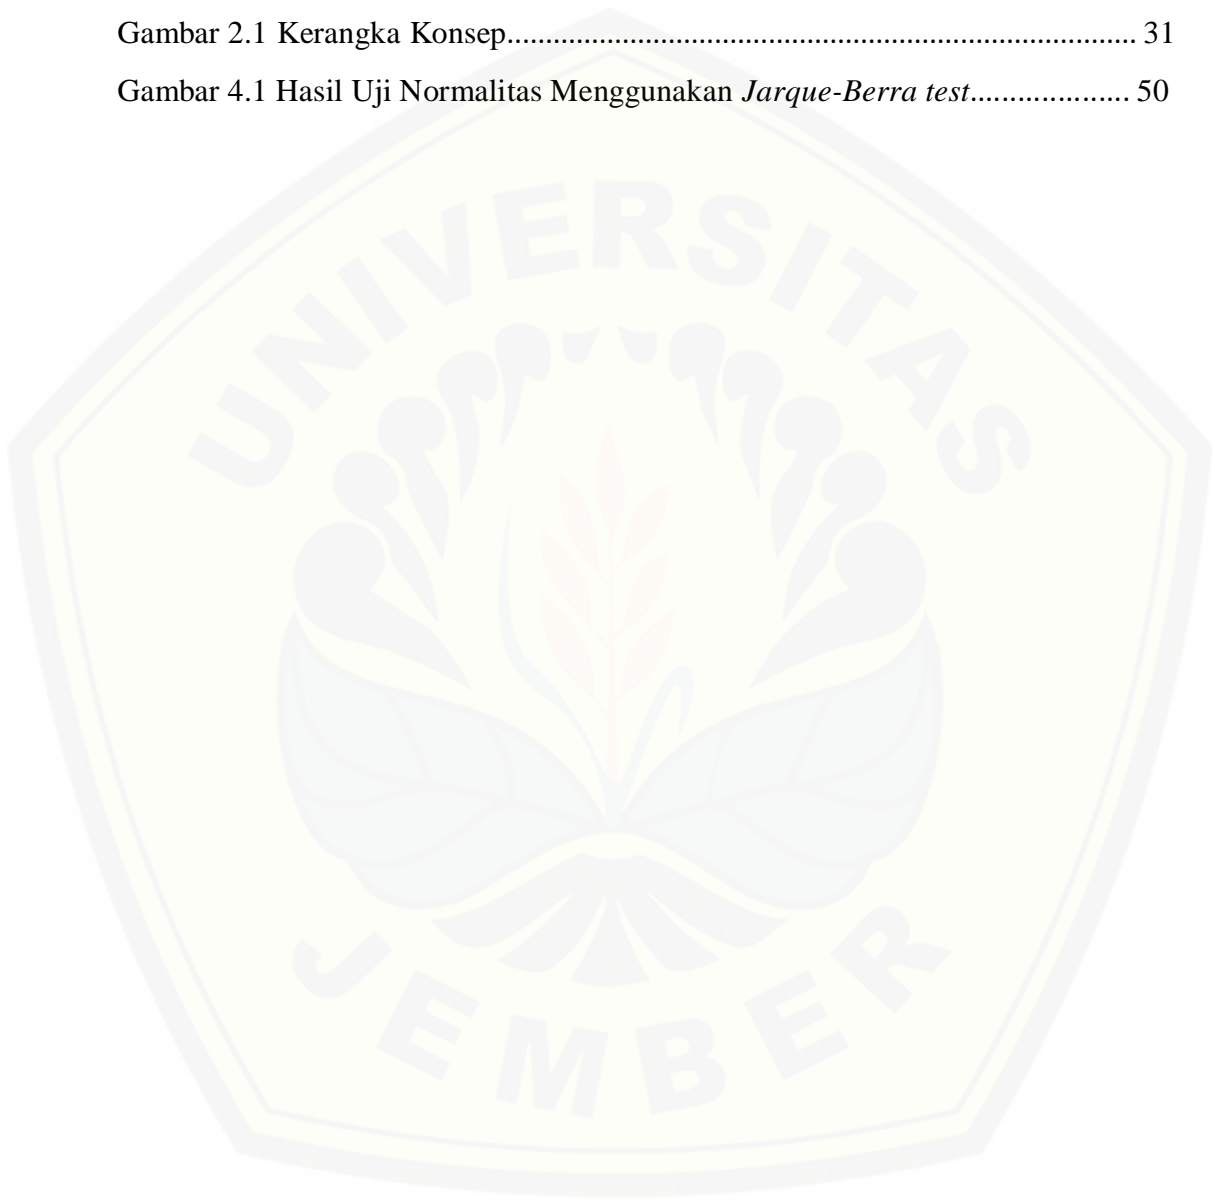 Gambar 2.1 Kerangka Konsep............................................................................. 31
Gambar 4.1 Hasil Uji Normalitas Menggunakan Jarque-Berra test.................... 50
UNIVERSITAS
JEMBER